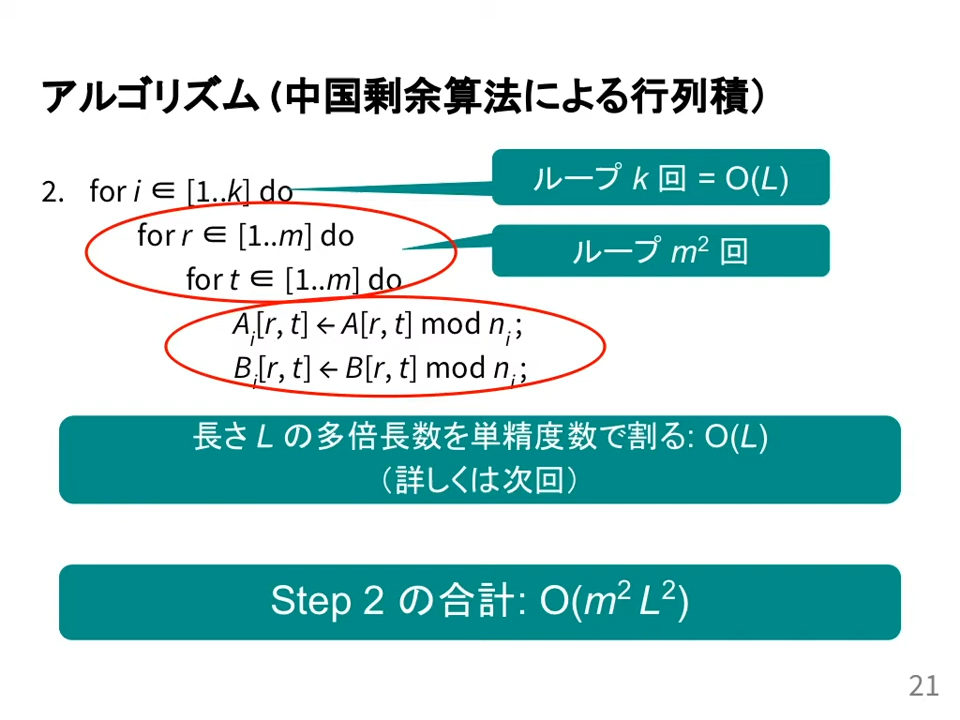 アルゴリズム (中国剰余算法による行列積)
2. for i ∈ [1..k] do
ループ k 回 = O(L)
for r ∈ [1..m] do
ループ m² 回
for t ∈ [1..m] do
Aᵢ[r, t] ← A[r, t] mod nᵢ ;
Bᵢ[r, t] ← B[r, t] mod nᵢ ;
長さ L の多倍長数を単精度数で割る: O(L)
(詳しくは次回)
Step 2 の合計: O(m² L²)
21